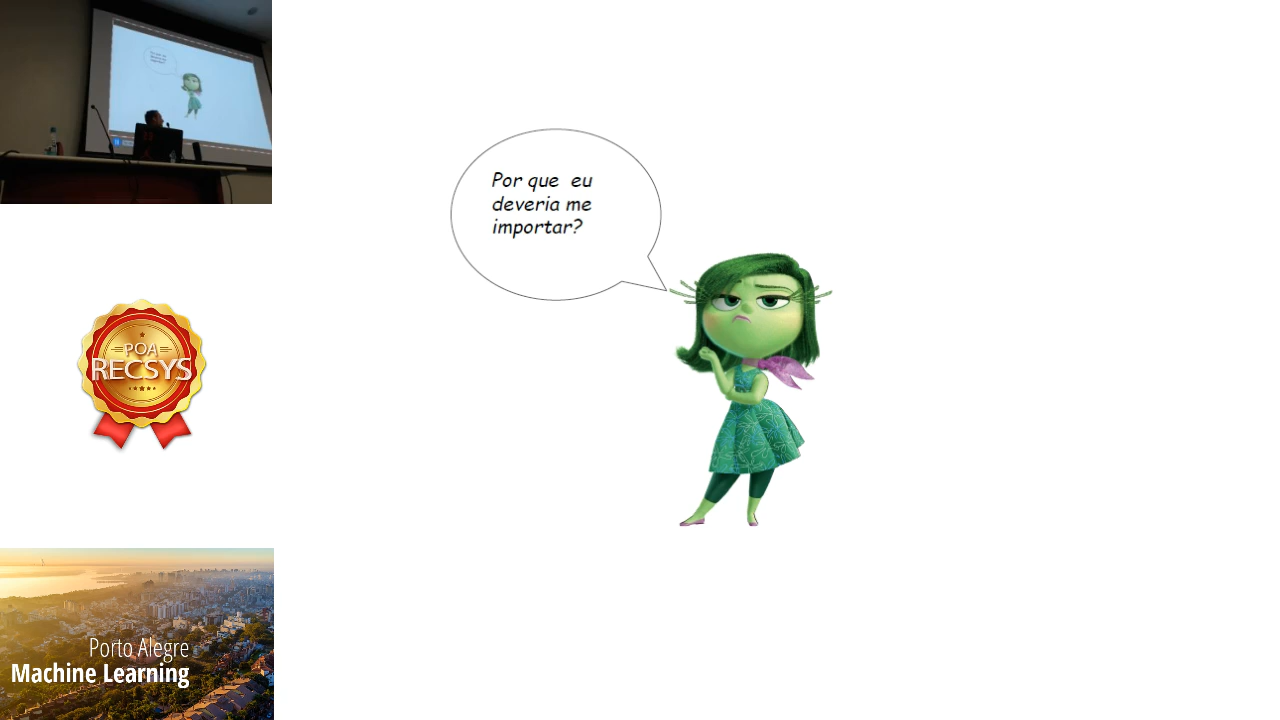 Por que eu
deveria me
importar?
POA
RECSYS
Porto Alegre
Machine Learning